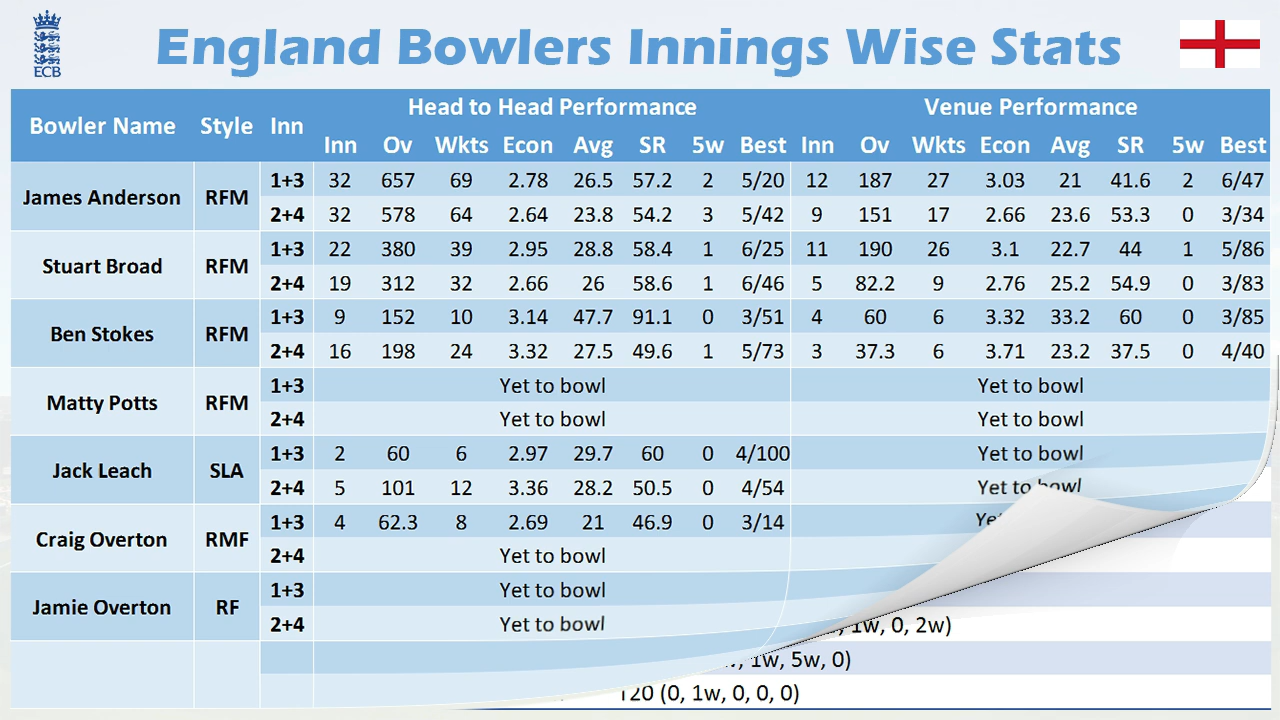 ECB
England Bowlers Innings Wise Stats
Bowler Name Style Inn Head to Head Performance Venue Performance
Inn Ov Wkts Econ Avg SR 5w Best Inn Ov Wkts Econ Avg SR 5w Best
James Anderson RFM 1+3 32 657 69 2.78 26.5 57.2 2 5/20 12 187 27 3.03 21 41.6 2 6/47
2+4 32 578 64 2.64 23.8 54.2 3 5/42 9 151 17 2.66 23.6 53.3 0 3/34
Stuart Broad RFM 1+3 22 380 39 2.95 28.8 58.4 1 6/25 11 190 26 3.1 22.7 44 1 5/86
2+4 19 312 32 2.66 26 58.6 1 6/46 5 82.2 9 2.76 25.2 54.9 0 3/83
Ben Stokes RFM 1+3 9 152 10 3.14 47.7 91.1 0 3/51 4 60 6 3.32 33.2 60 0 3/85
2+4 16 198 24 3.32 27.5 49.6 1 5/73 3 37.3 6 3.71 23.2 37.5 0 4/40
Matty Potts RFM 1+3 Yet to bowl Yet to bowl
2+4 Yet to bowl Yet to bowl
Jack Leach SLA 1+3 2 60 6 2.97 29.7 60 0 4/100 Yet to bowl
2+4 5 101 12 3.36 28.2 50.5 0 4/54 Yet to bowl
Craig Overton RMF 1+3 4 62.3 8 2.69 21 46.9 0 3/14 Yet
2+4 Yet to bowl
Jamie Overton RF 1+3 Yet to bowl
2+4 Yet to bowl 1w, 0, 2w)
1w, 5w, 0)
T20 (0, 1w, 0, 0, 0)